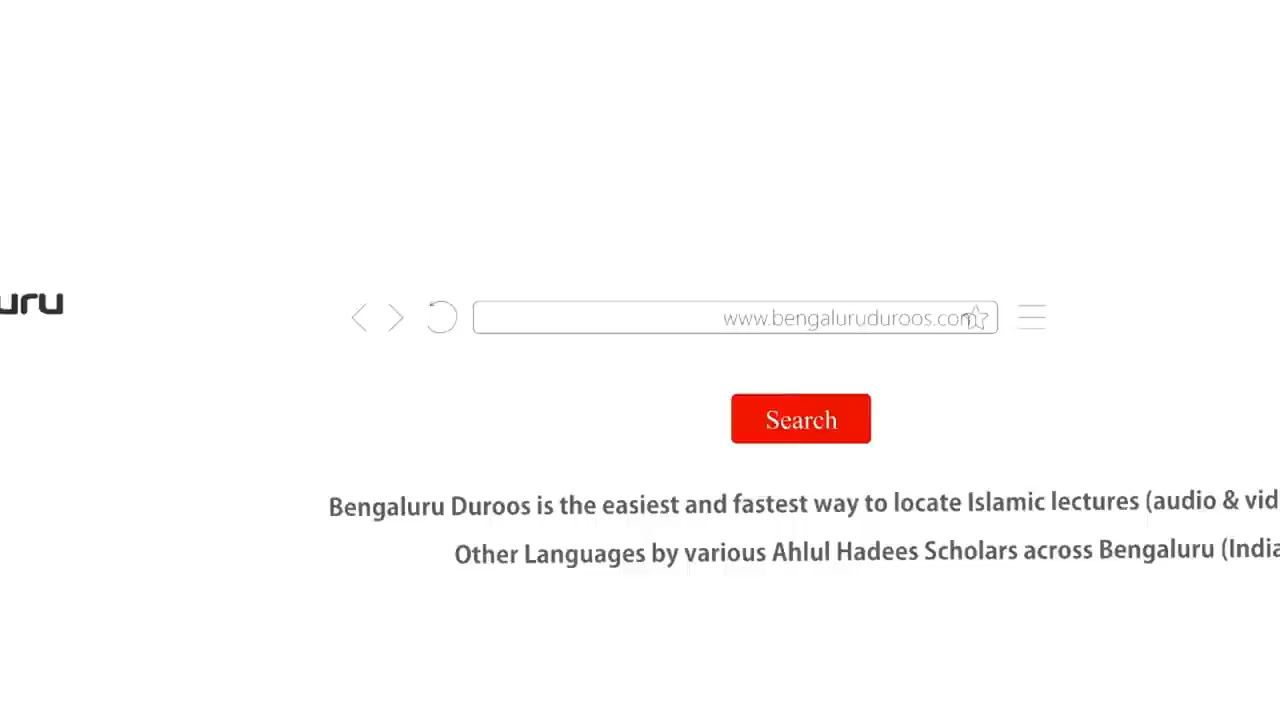 uru
www.bengaluruduroos.com
Search
Bengaluru Duroos is the easiest and fastest way to locate Islamic lectures (audio & vid
Other Languages by various Ahlul Hadees Scholars across Bengaluru (India